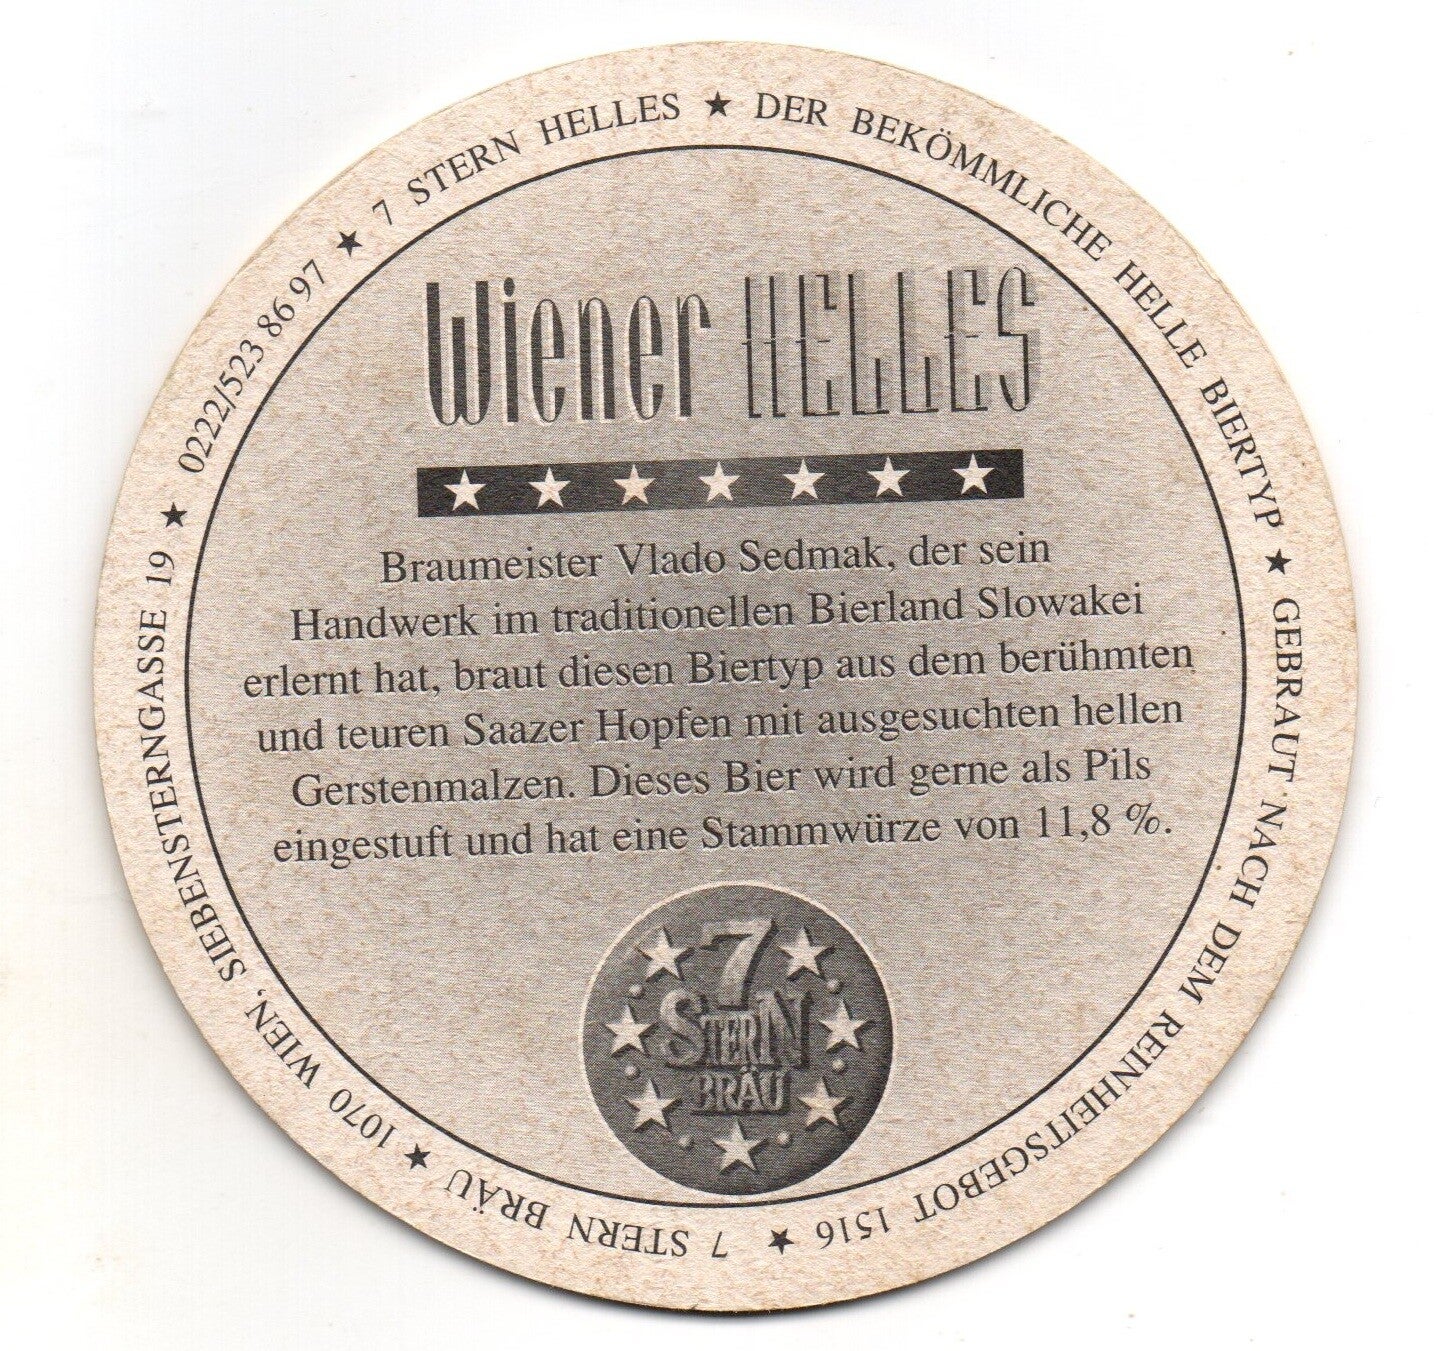 7 STERN HELLES ★ DER BEKÖMMLICHE HELLE BIERTYP ★ GEBRAUT NACH DEM REINHEITSGEBOT 1516 ★ 7 STERN BRÄU ★ 1070 WIEN, SIEBENSTERNGASSE 19 ★ 0222/523 86 97 ★
Wiener HELLES
Braumeister Vlado Sedmak, der sein
Handwerk im traditionellen Bierland Slowakei
erlernt hat, braut diesen Biertyp aus dem berühmten
und teuren Saazer Hopfen mit ausgesuchten hellen
Gerstenmalzen. Dieses Bier wird gerne als Pils
eingestuft und hat eine Stammwürze von 11,8 %.
7
STERN
BRÄU